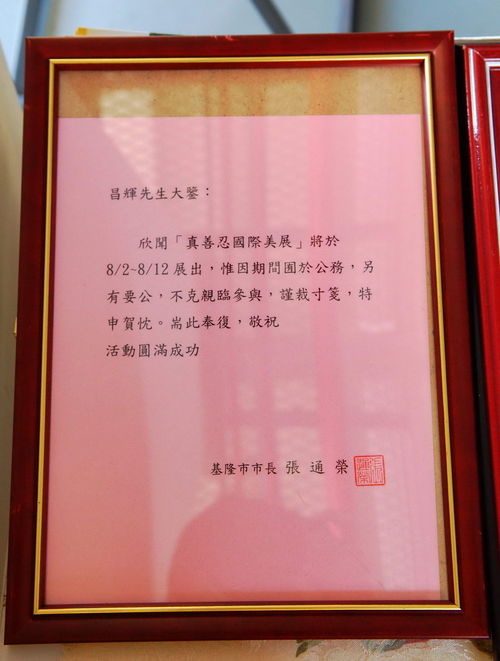 昌輝先生大鑒：
欣聞「真善忍國際美展」將於
8/2~8/12展出，惟因期間囿於公務，另
有要公，不克親臨參與，謹裁寸箋，特
申賀忱。耑此奉復，敬祝
活動圓滿成功
基隆市市長 張通榮